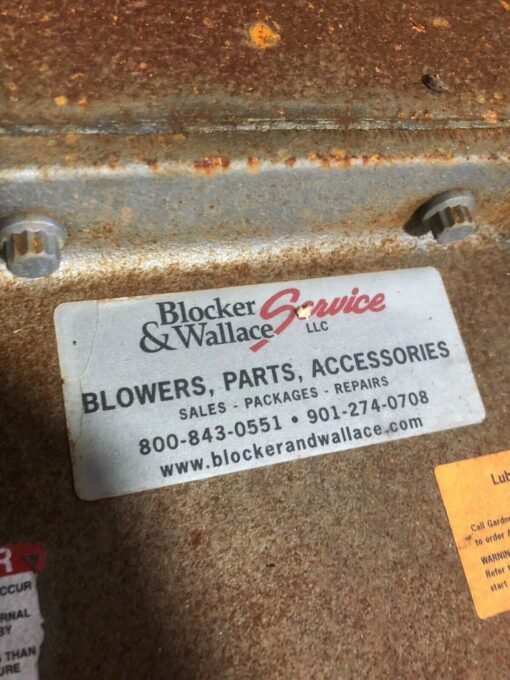 Blocker Service
& Wallace LLC
BLOWERS, PARTS, ACCESSORIES
SALES - PACKAGES - REPAIRS
800-843-0551 • 901-274-0708
www.blockerandwallace.com
Lub
Call Gardne
to order A
WARNIN
Refer t
start
R
OCCUR
RNAL
BY
THAN
URE